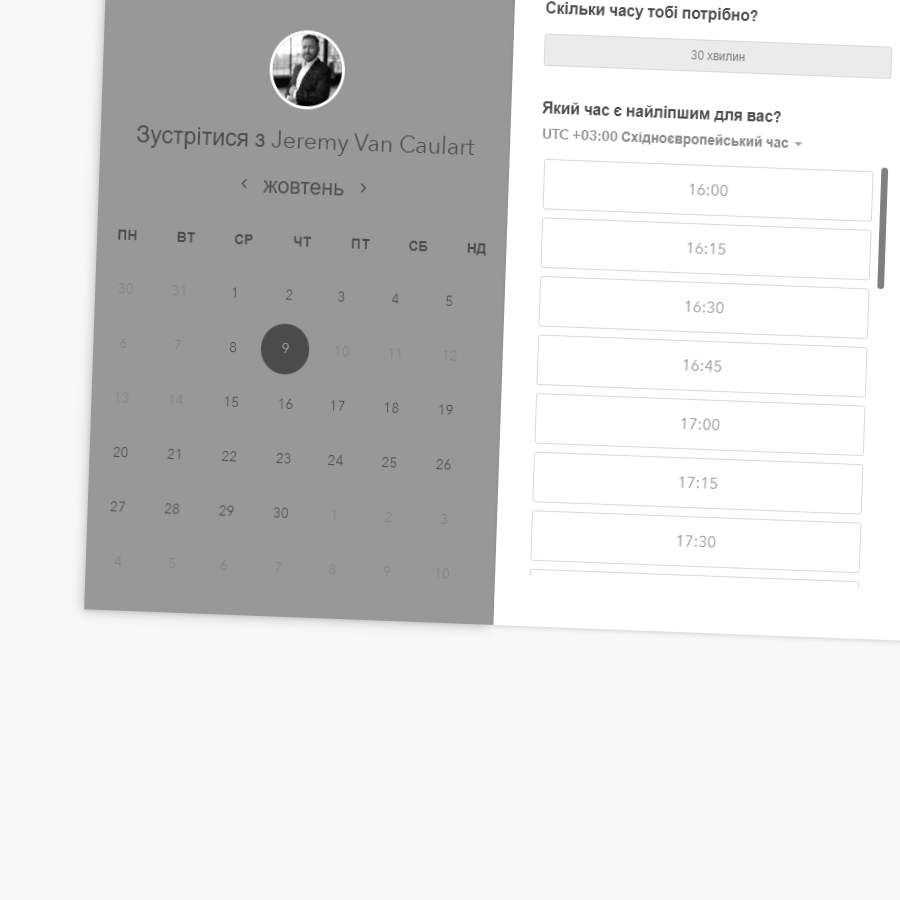 Зустрітися з Jeremy Van Caulart
‹ жовтень ›
ПН ВТ СР ЧТ ПТ СБ НД
30 31 1 2 3 4 5
6 7 8 9 10 11 12
13 14 15 16 17 18 19
20 21 22 23 24 25 26
27 28 29 30 1 2 3
4 5 6 7 8 9 10
Скільки часу тобі потрібно?
30 хвилин
Який час є найліпшим для вас?
UTC +03:00 Східноєвропейський час
16:00
16:15
16:30
16:45
17:00
17:15
17:30